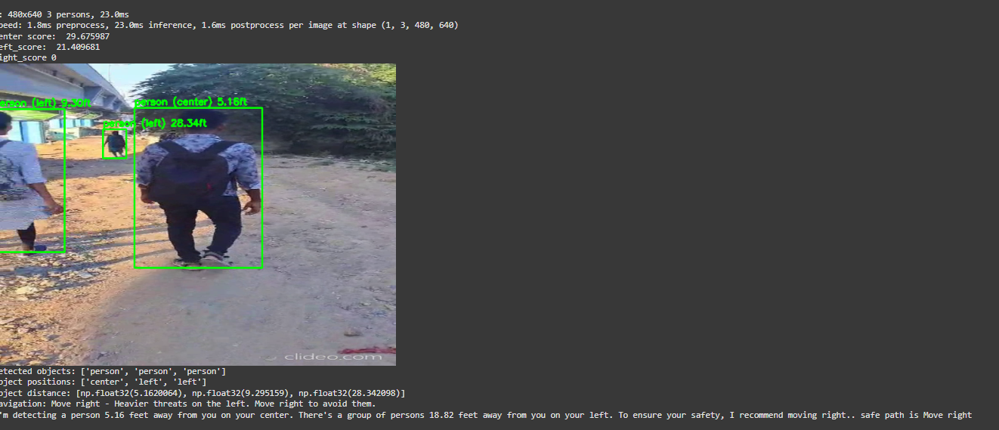 : 480x640 3 persons, 23.0ms
peed: 1.8ms preprocess, 23.0ms inference, 1.6ms postprocess per image at shape (1, 3, 480, 640)
enter score:  29.675987
eft_score:  21.409681
ight_score 0
erson (left) 9.30ft
person (center) 5.16ft
person (left) 28.34ft
clideo.com
etected objects: ['person', 'person', 'person']
bject positions: ['center', 'left', 'left']
bject distance: [np.float32(5.1620064), np.float32(9.295159), np.float32(28.342098)]
avigation: Move right - Heavier threats on the left. Move right to avoid them.
'm detecting a person 5.16 feet away from you on your center. There's a group of persons 18.82 feet away from you on your left. To ensure your safety, I recommend moving right.. safe path is Move right